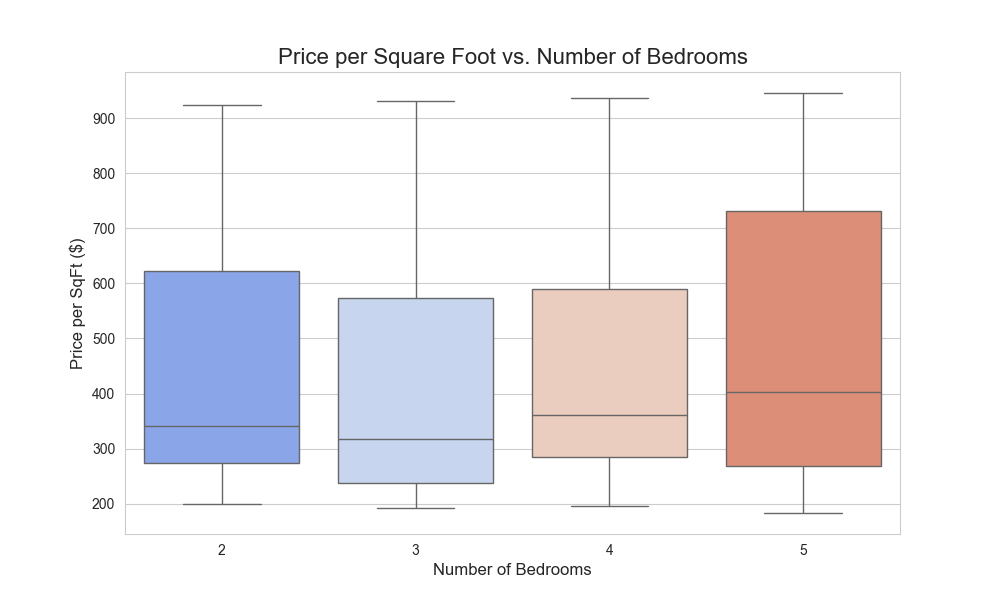 Price per Square Foot vs. Number of Bedrooms
900
800
700
600
500
400
300
200
Price per SqFt ($)
2 3 4 5
Number of Bedrooms